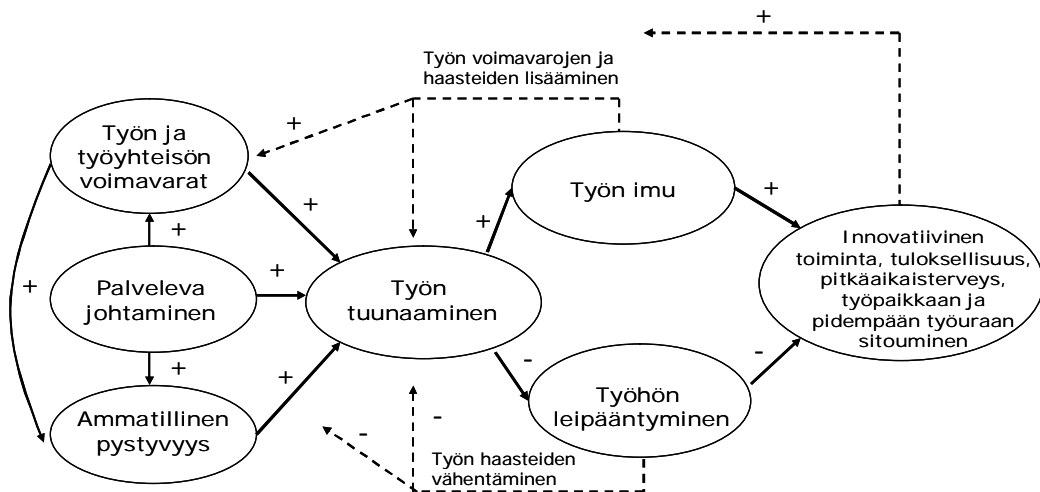 +
Työn voimavarojen ja
haasteiden lisääminen
+
Työn ja
työyhteisön
voimavarat
+
+
+
Työn imu
+
+
Palveleva
johtaminen
+
+
Työn
tuunaaminen
Innovatiivinen
toiminta, tuloksellisuus,
pitkäaikaisterveys,
työpaikkaan ja
pidempään työuraan
sitouminen
+
+
-
-
Ammatillinen
pystyvyys
-
-
Työhön
leipääntyminen
Työn haasteiden
vähentäminen